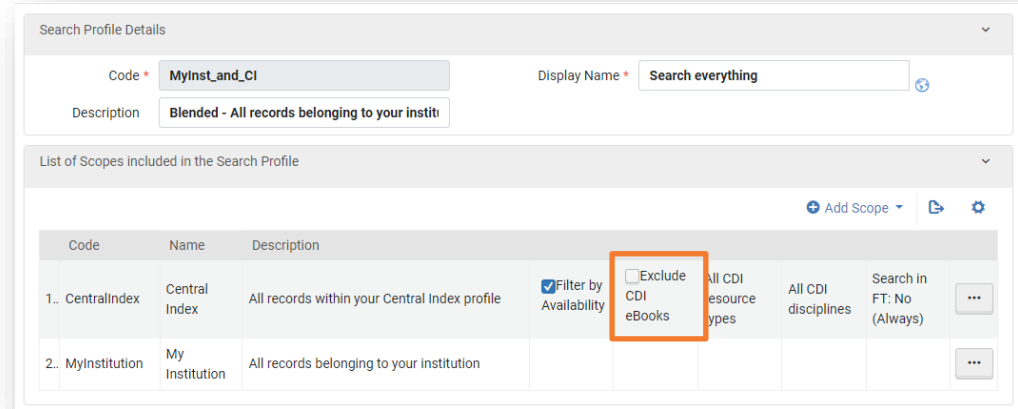 Search Profile Details
Code * MyInst_and_CI Display Name * Search everything
Description Blended - All records belonging to your institu
List of Scopes included in the Search Profile
Add Scope
Code Name Description
1.. CentralIndex Central Index All records within your Central Index profile Filter by Availability Exclude CDI eBooks All CDI resource types All CDI disciplines Search in FT: No (Always)
2.. MyInstitution My Institution All records belonging to your institution